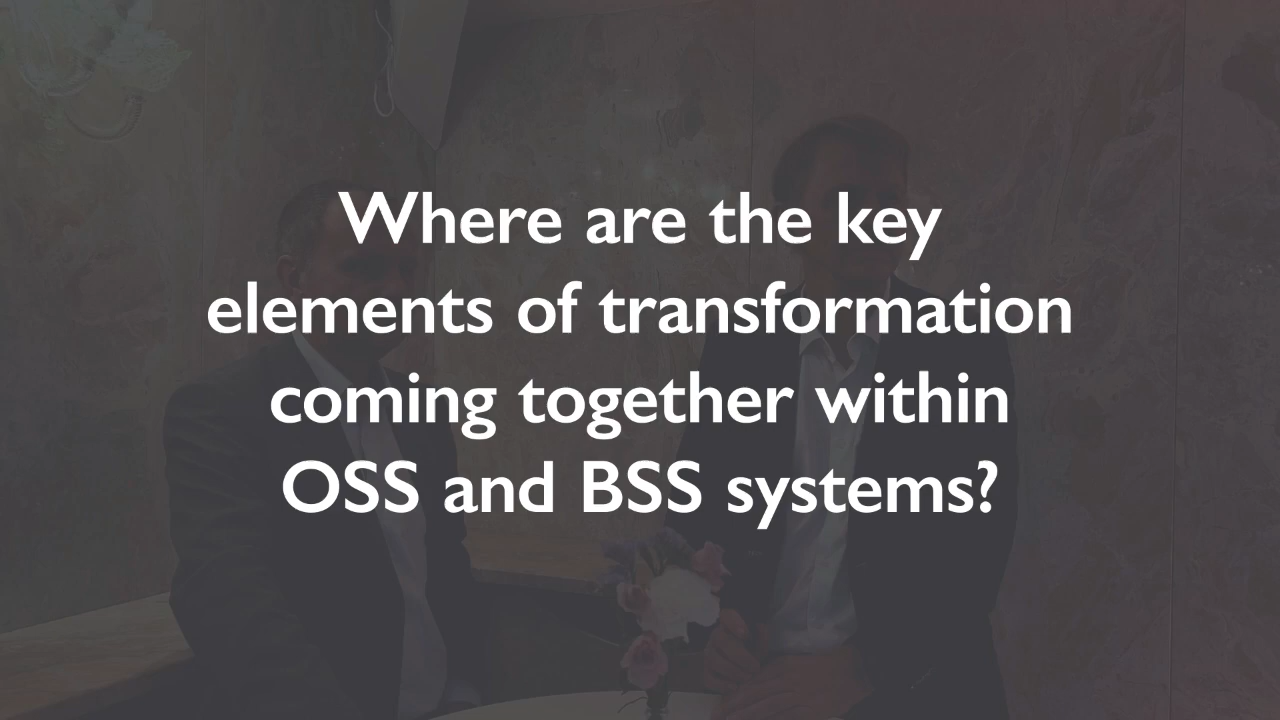 Where are the key
elements of transformation
coming together within
OSS and BSS systems?